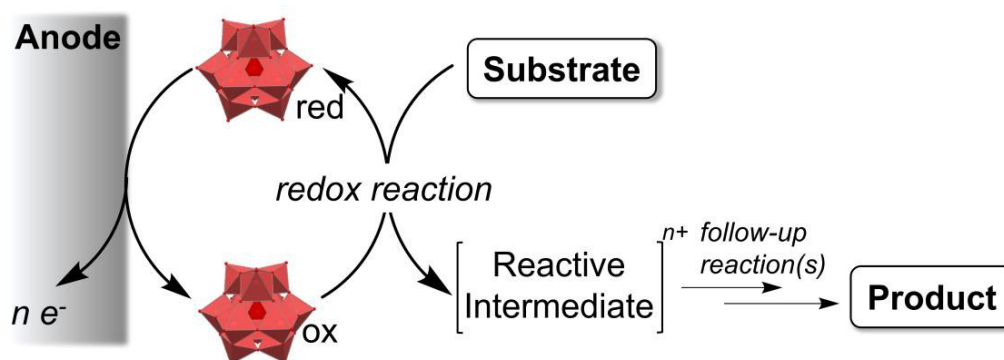 Anode
red
Substrate
redox reaction
n e-
ox
[Reactive
Intermediate] n+
follow-up
reaction(s)
Product